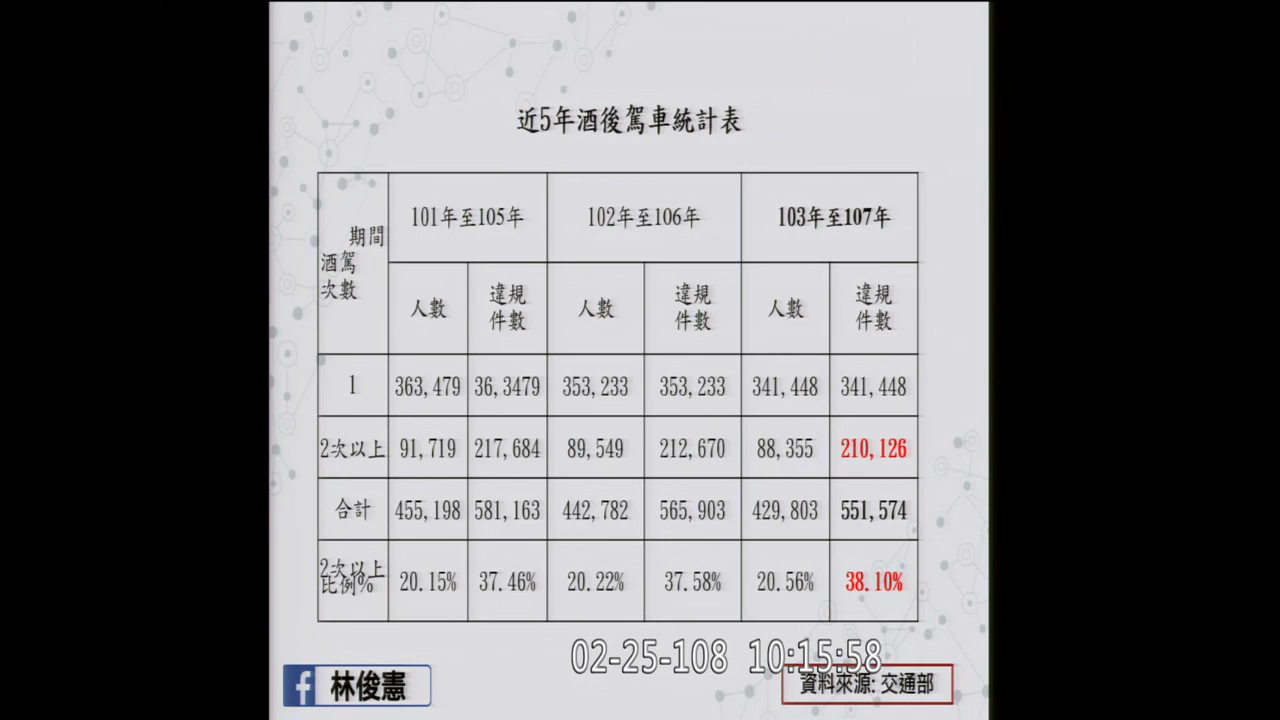 近5年酒後駕車統計表
期間
酒駕
次數
101年至105年 102年至106年 103年至107年
人數 違規件數 人數 違規件數 人數 違規件數
1 363,479 36,3479 353,233 353,233 341,448 341,448
2次以上 91,719 217,684 89,549 212,670 88,355 210,126
合計 455,198 581,163 442,782 565,903 429,803 551,574
2次以上比例% 20.15% 37.46% 20.22% 37.58% 20.56% 38.10%
02-25-108 10:15:58
f 林俊憲
資料來源: 交通部